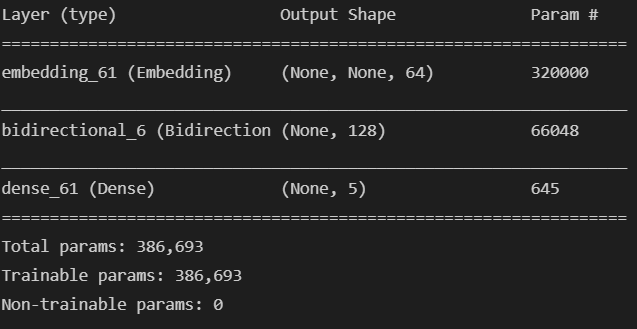 Layer (type) Output Shape Param #
=================================================================
embedding_61 (Embedding) (None, None, 64) 320000
_________________________________________________________________
bidirectional_6 (Bidirection (None, 128) 66048
_________________________________________________________________
dense_61 (Dense) (None, 5) 645
=================================================================
Total params: 386,693
Trainable params: 386,693
Non-trainable params: 0